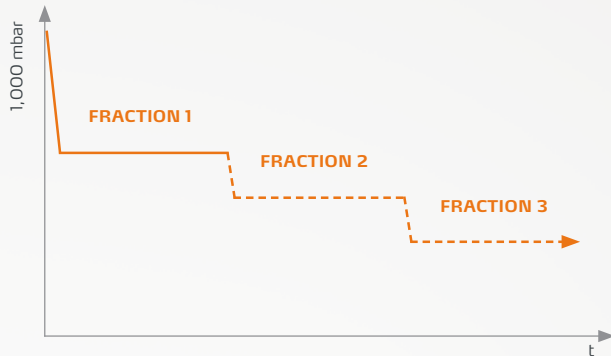 1,000 mbar
FRACTION 1
FRACTION 2
FRACTION 3
t